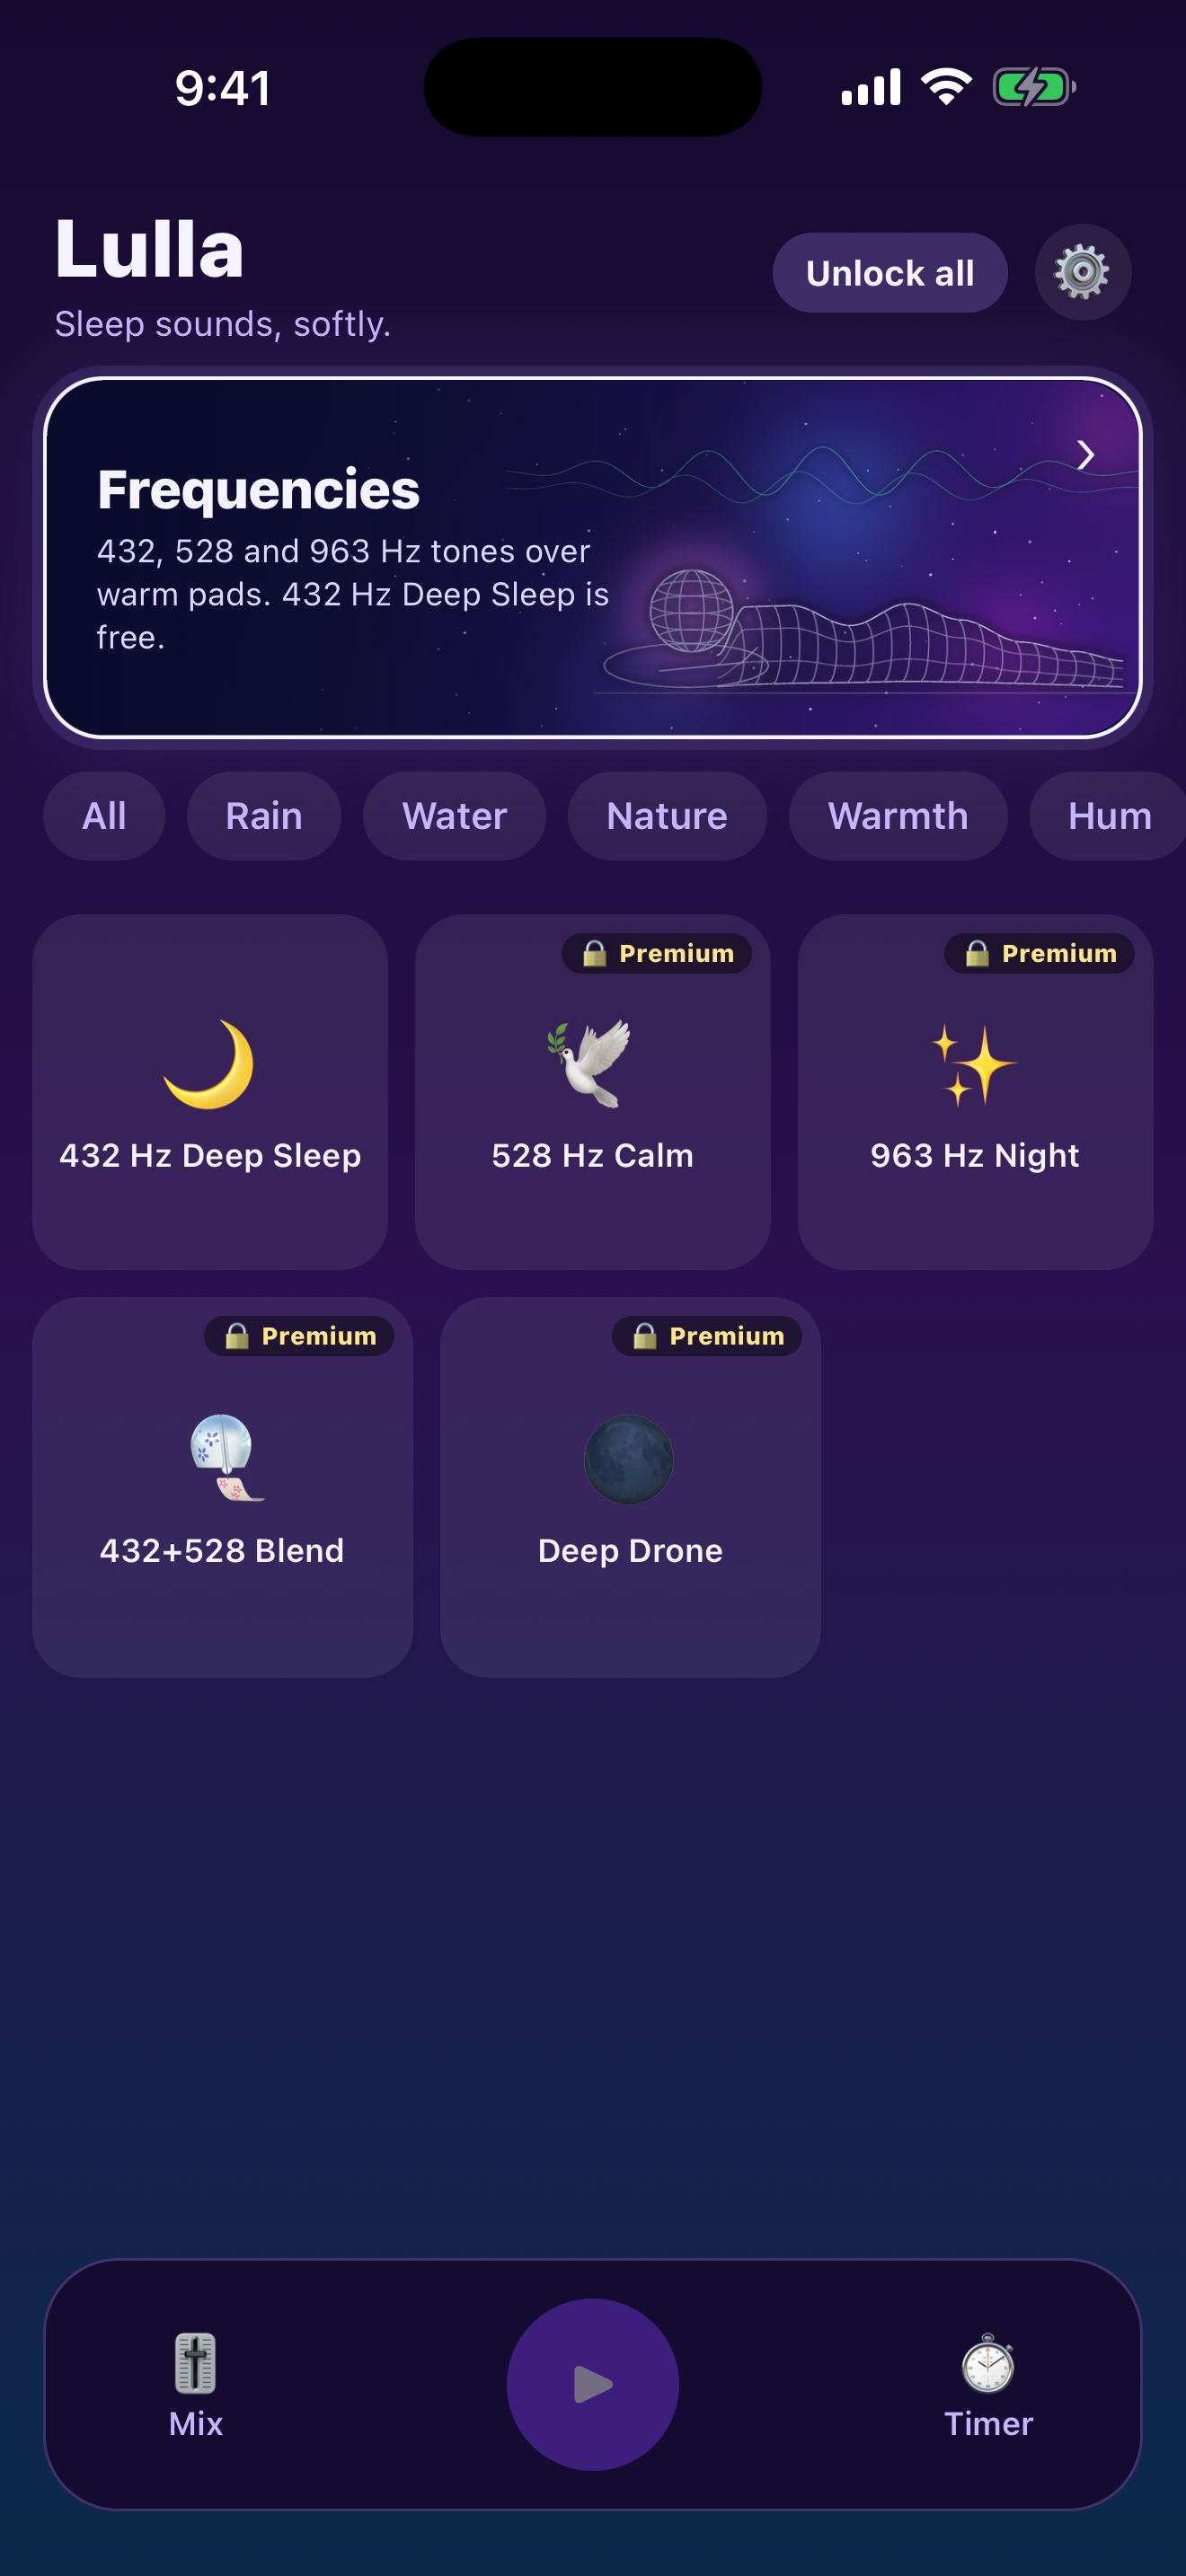 9:41
Lulla
Sleep sounds, softly.
Unlock all
Frequencies
432, 528 and 963 Hz tones over
warm pads. 432 Hz Deep Sleep is
free.
All
Rain
Water
Nature
Warmth
Hum
Premium
Premium
432 Hz Deep Sleep
528 Hz Calm
963 Hz Night
Premium
Premium
432+528 Blend
Deep Drone
Mix
Timer